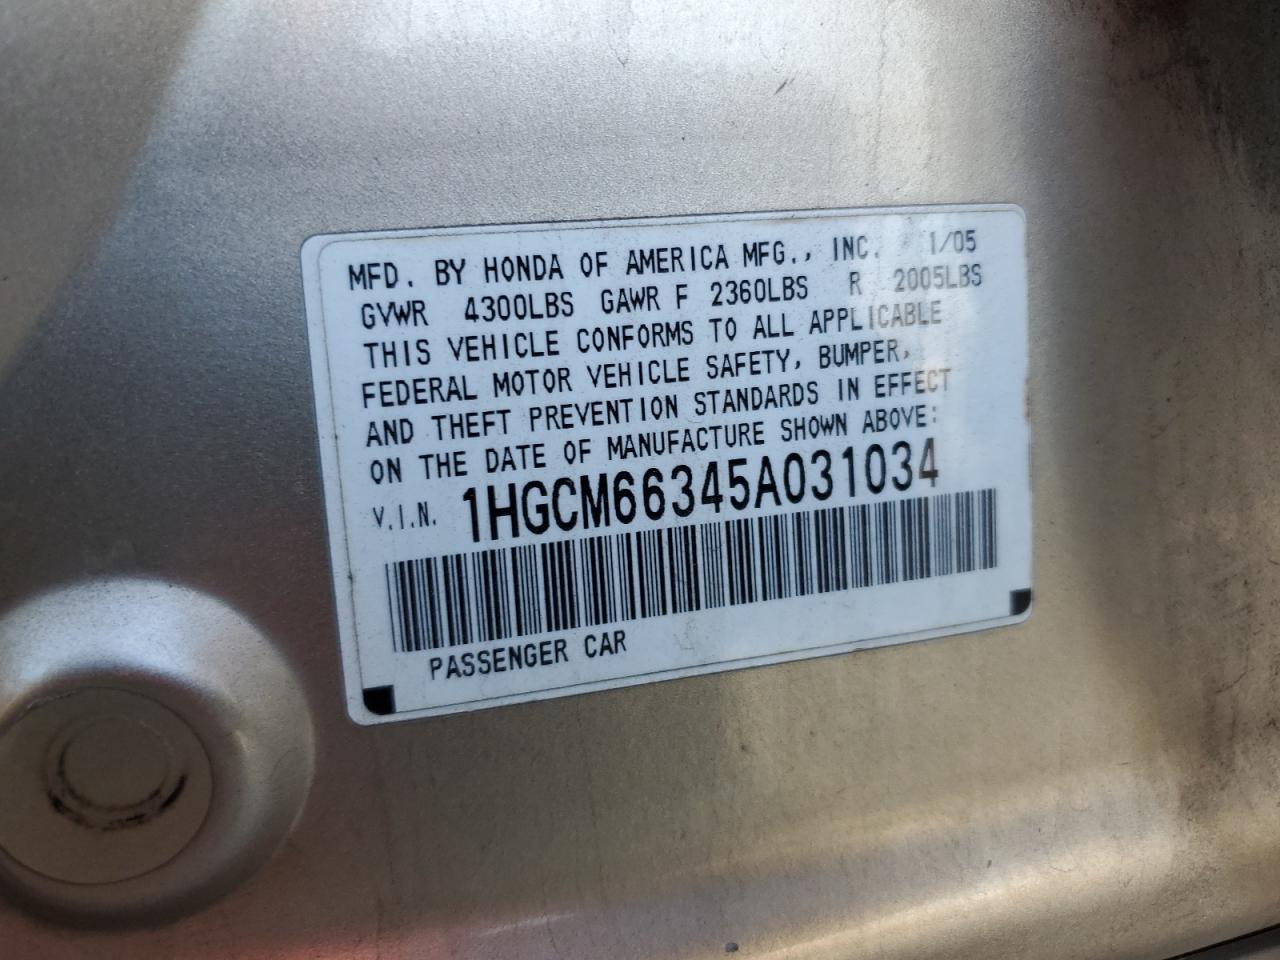 MFD. BY HONDA OF AMERICA MFG., INC. 1/05
GVWR 4300LBS GAWR F 2360LBS R 2005LBS
THIS VEHICLE CONFORMS TO ALL APPLICABLE
FEDERAL MOTOR VEHICLE SAFETY, BUMPER,
AND THEFT PREVENTION STANDARDS IN EFFECT
ON THE DATE OF MANUFACTURE SHOWN ABOVE:
V.I.N. 1HGCM66345A031034
PASSENGER CAR